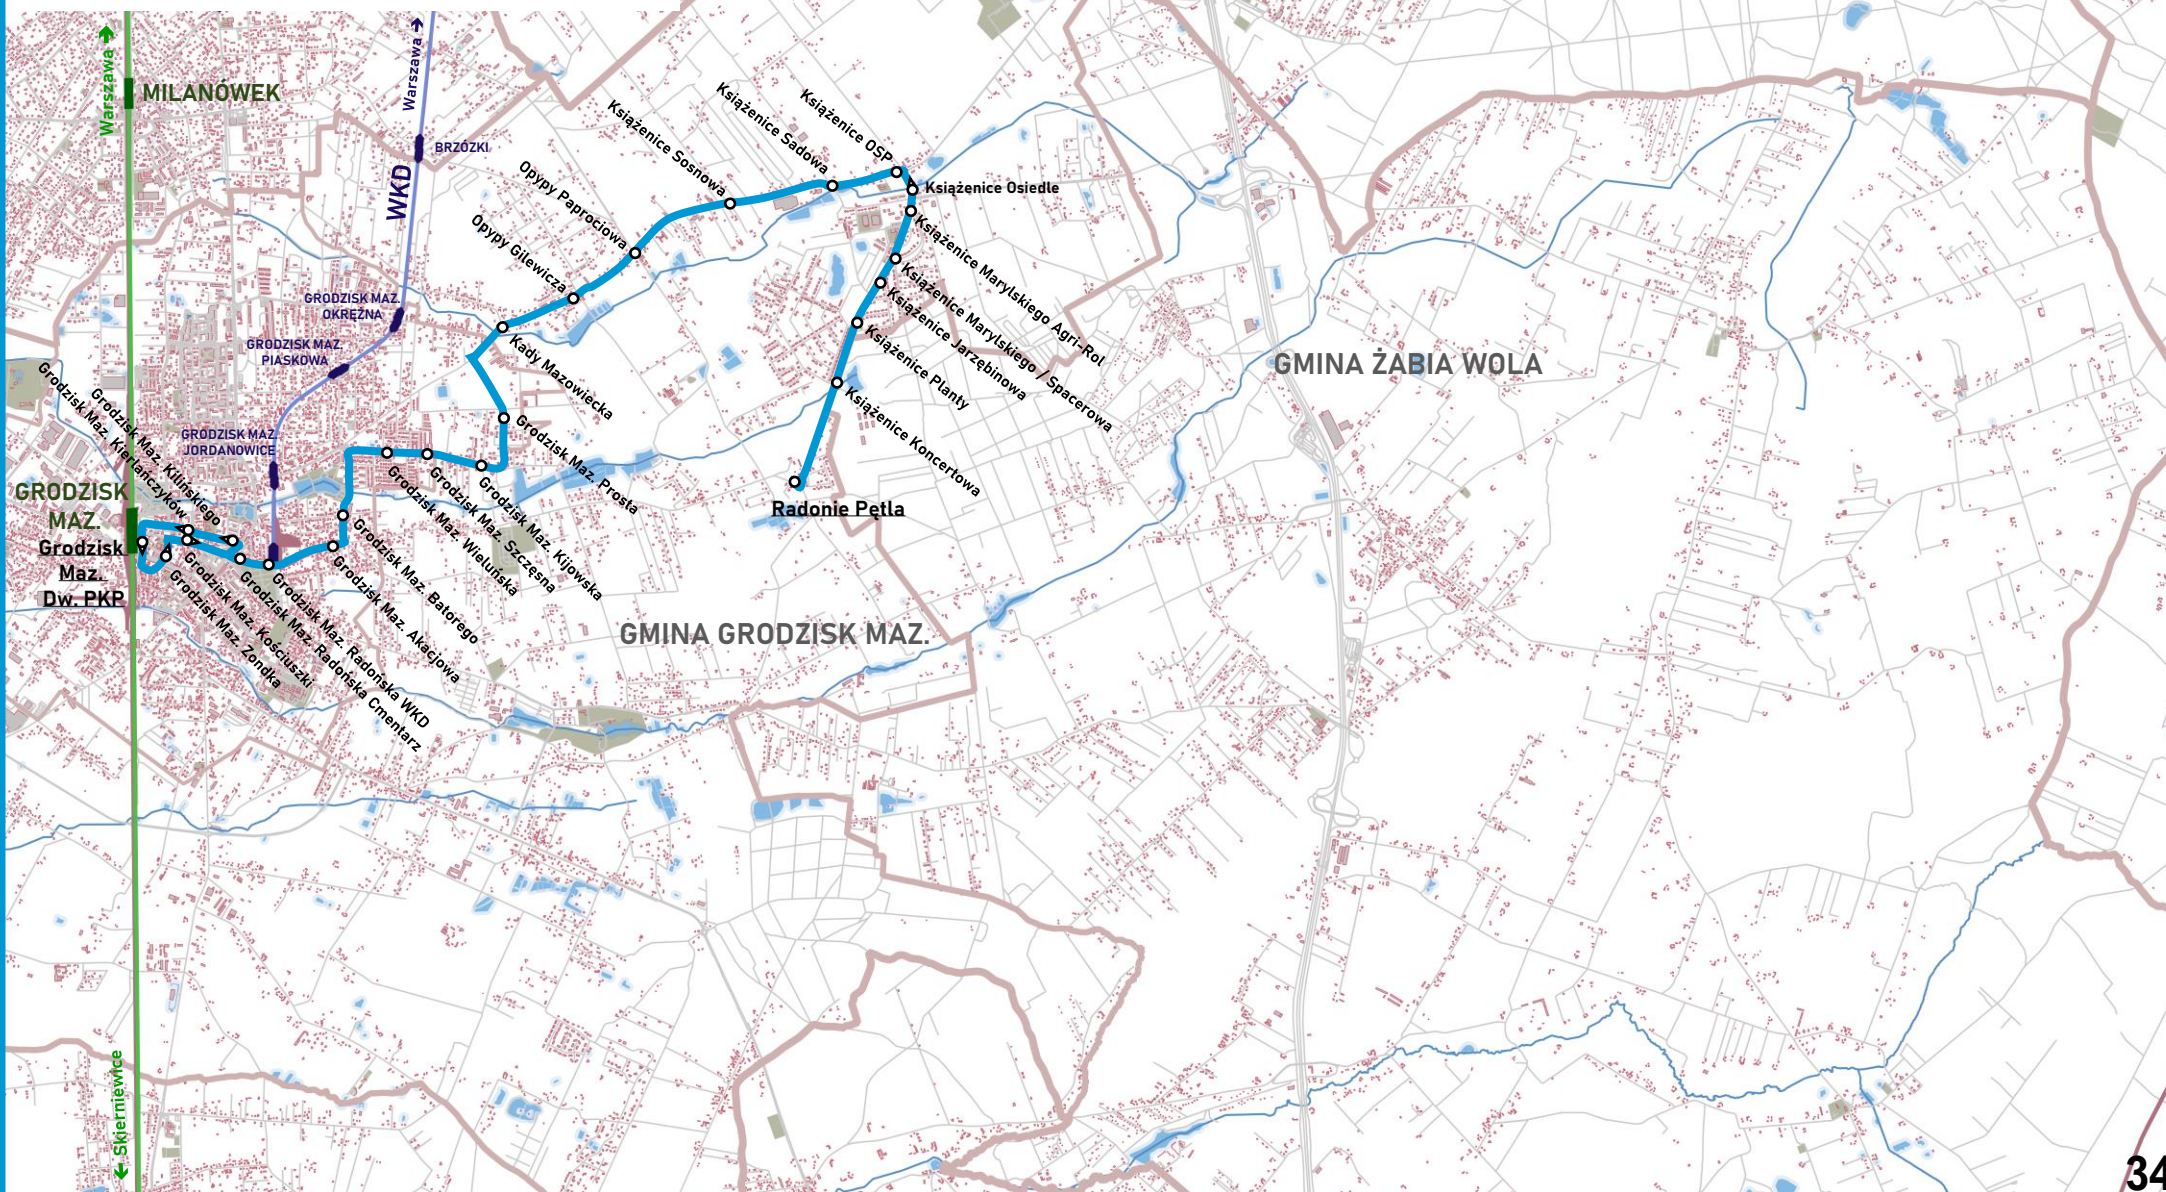 Warszawa →
Warszawa →
MILANÓWEK
BRZÓZKI
WKD
Książenice OSP
Książenice Sadowa
Książenice Sosnowa
Opypy Paprociowa
Opypy Gilewicza
Książenice Osiedle
Książenice Marylskiego Agri-Rol
Książenice Marylskiego / Spacerowa
Książenice Jarzębinowa
Książenice Planty
Książenice Koncertowa
Radonie Pętla
Kady Mazowiecka
Grodzisk Maz. Prosta
Grodzisk Maz. Kijowska
Grodzisk Maz. Szczęsna
Grodzisk Maz. Wieluńska
Grodzisk Maz. Batorego
Grodzisk Maz. Akacjowa
Grodzisk Maz. Radońska WKD
Grodzisk Maz. Radońska Cmentarz
Grodzisk Maz. Kościuszki
Grodzisk Maz. Żondka
Grodzisk Maz. Kilińskiego
Grodzisk Maz. Kierlańczyków
GRODZISK MAZ.
OKRĘŻNA
GRODZISK MAZ.
PIASKOWA
GRODZISK MAZ.
JORDANOWICE
GRODZISK
MAZ.
Grodzisk
Maz.
Dw. PKP
GMINA ŻABIA WOLA
GMINA GRODZISK MAZ.
← Skierniewice
34